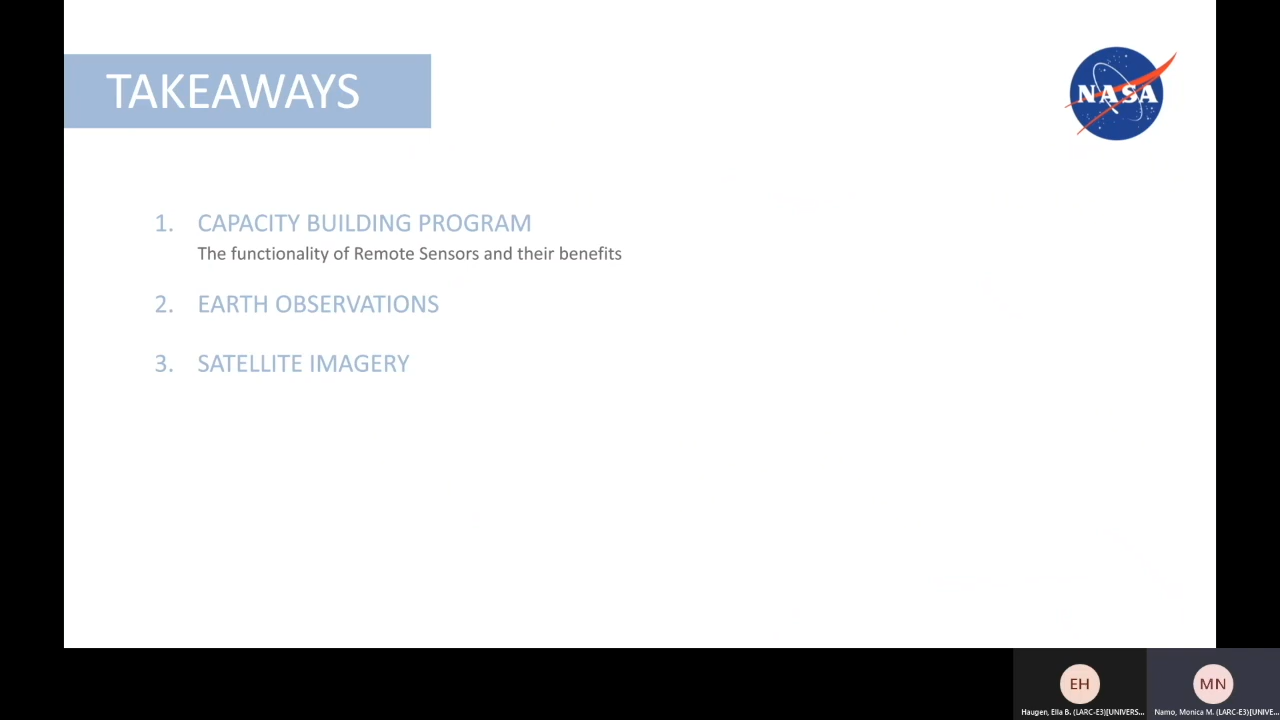 TAKEAWAYS
NASA
1. CAPACITY BUILDING PROGRAM
The functionality of Remote Sensors and their benefits
2. EARTH OBSERVATIONS
3. SATELLITE IMAGERY
EH
MN
Haugen, Ella B. (LARC-E3)[UNIVERS...
Namo, Monica M. (LARC-E3)[UNIVE...